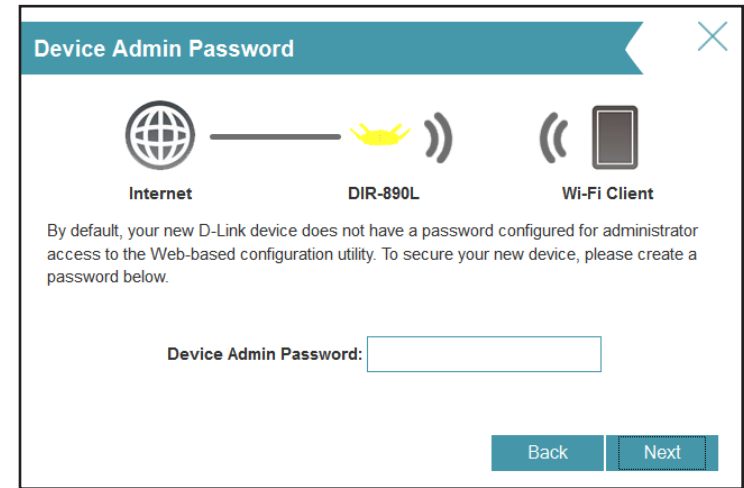 Device Admin Password
Internet DIR-890L Wi-Fi Client
By default, your new D-Link device does not have a password configured for administrator
access to the Web-based configuration utility. To secure your new device, please create a
password below.
Device Admin Password:
Back Next